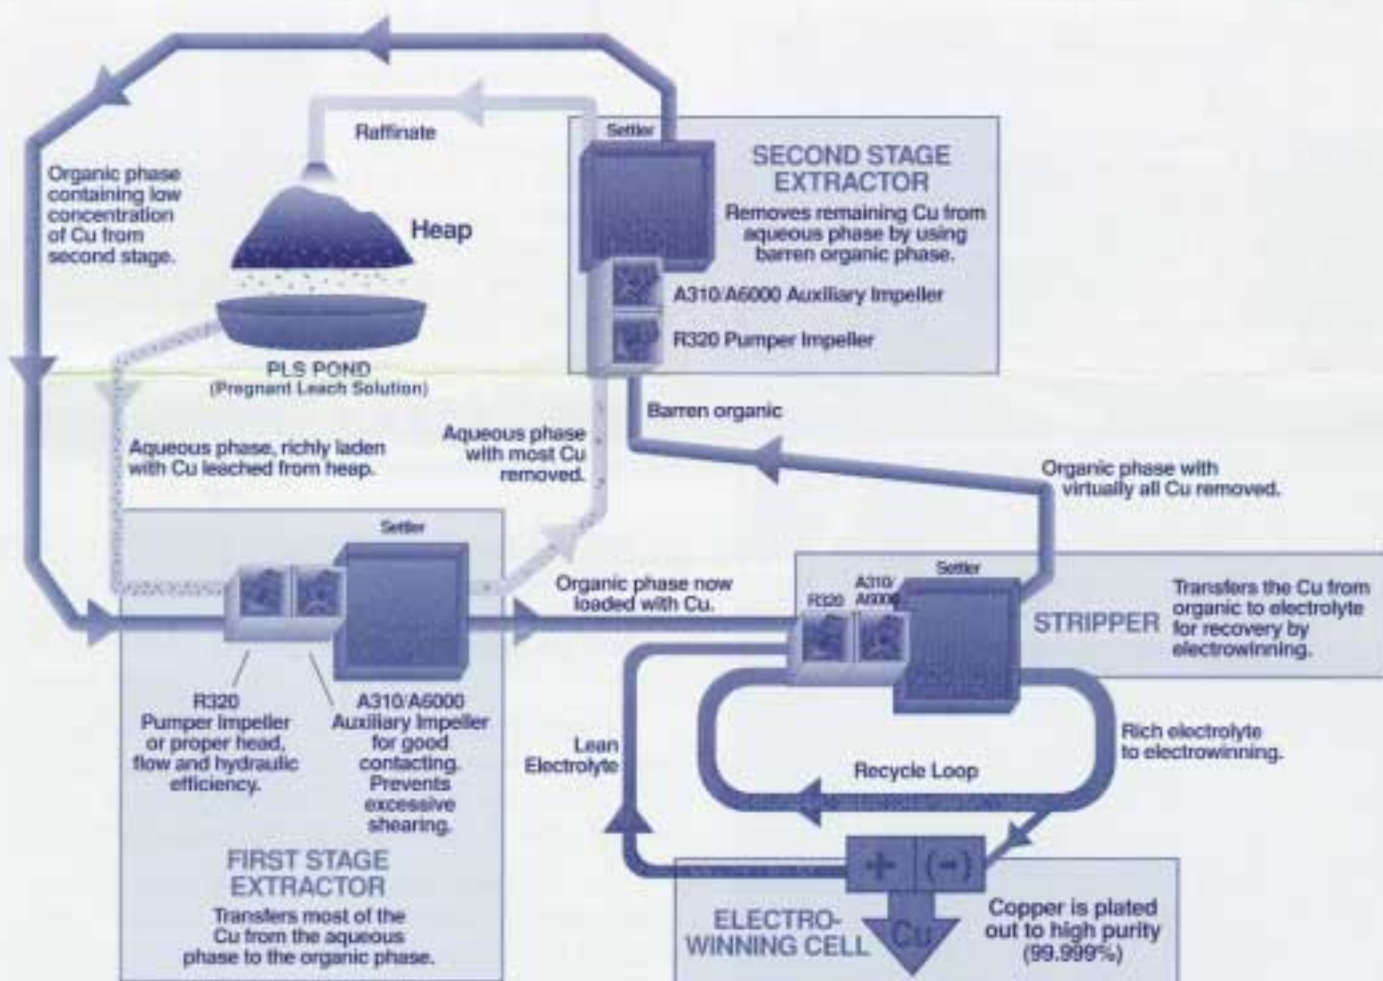 Raffinate
Organic phase
containing low
concentration
of Cu from
second stage.
Heap
PLS POND
(Pregnant Leach Solution)
Settler
SECOND STAGE
EXTRACTOR
Removes remaining Cu from
aqueous phase by using
barren organic phase.
A310/A6000 Auxiliary Impeller
R320 Pumper Impeller
Barren organic
Aqueous phase, richly laden
with Cu leached from heap.
Aqueous phase
with most Cu
removed.
Organic phase with
virtually all Cu removed.
Settler
Organic phase now
loaded with Cu.
R320
A310/
A6000
Settler
STRIPPER
Transfers the Cu from
organic to electrolyte
for recovery by
electrowinning.
R320
Pumper Impeller
or proper head,
flow and hydraulic
efficiency.
A310/A6000
Auxiliary Impeller
for good
contacting.
Prevents
excessive
shearing.
FIRST STAGE
EXTRACTOR
Transfers most of the
Cu from the aqueous
phase to the organic phase.
Lean
Electrolyte
Recycle Loop
Rich electrolyte
to electrowinning.
+ (-)
Cu
ELECTRO-
WINNING CELL
Copper is plated
out to high purity
(99.999%)